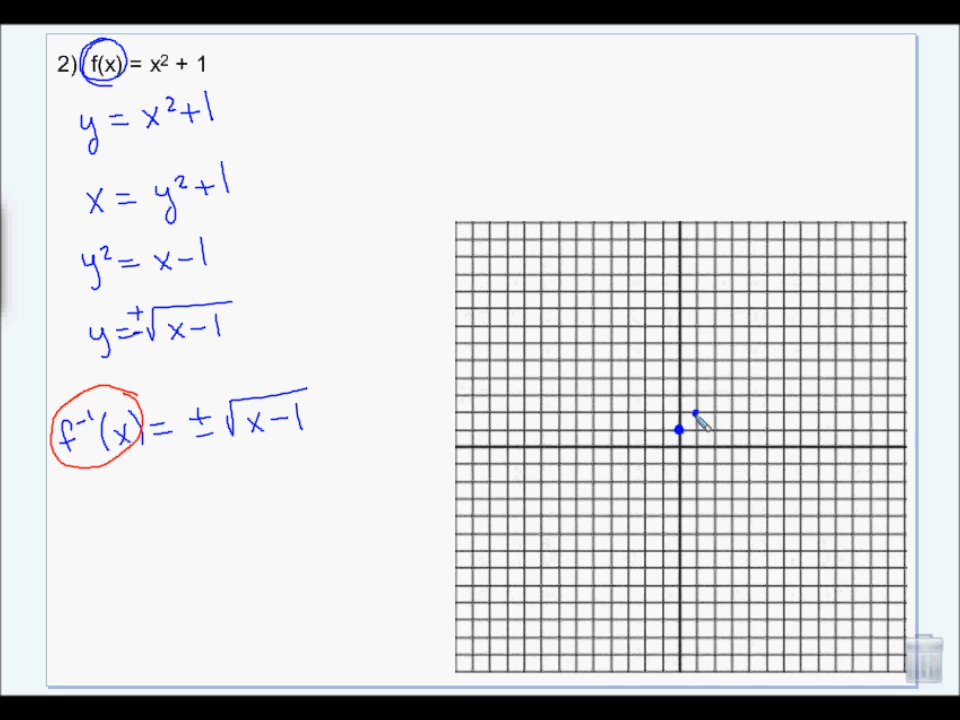 2) f(x) = x² + 1
y = x²+1
x = y²+1
y² = x-1
y=±√(x-1)
f⁻¹(x) = ±√(x-1)